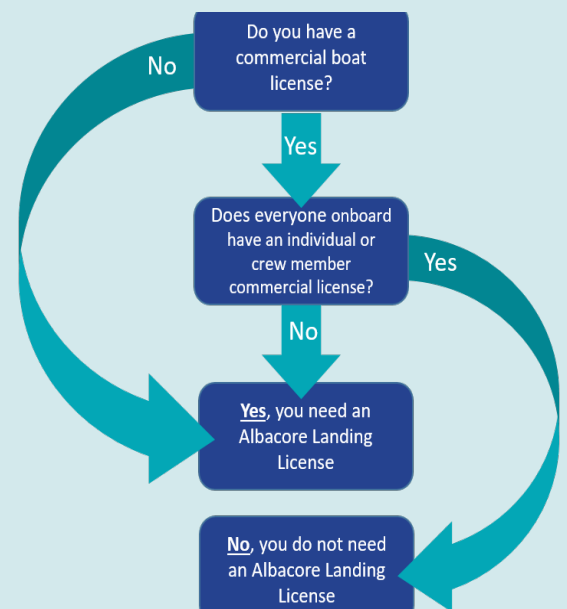 Do you have a
commercial boat
license?
No
Yes
Does everyone onboard
have an individual or
crew member
commercial license?
Yes
No
Yes, you need an
Albacore Landing
License
No, you do not need
an Albacore Landing
License